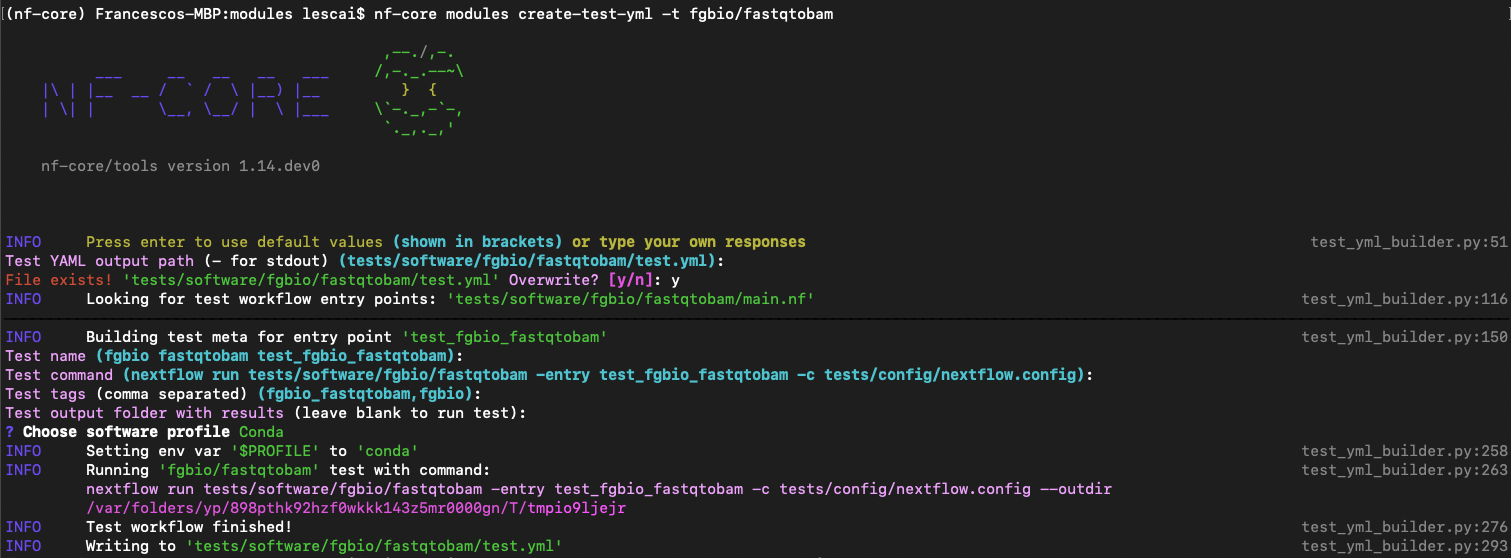 (nf-core) Francescos-MBP:modules lescai$ nf-core modules create-test-yml -t fgbio/fastqtobam
                                          ,--./,-.
          ___     __   __   __   ___     /,-._.--~\
    |\ | |__  __ /  ` /  \ |__) |__         }  {
    | \| |       \__, \__/ |  \ |___     \`-._,-`-,
                                          `._,._,'
nf-core/tools version 1.14.dev0
INFO Press enter to use default values (shown in brackets) or type your own responses test_yml_builder.py:51
Test YAML output path (- for stdout) (tests/software/fgbio/fastqtobam/test.yml):
File exists! 'tests/software/fgbio/fastqtobam/test.yml' Overwrite? [y/n]: y
INFO Looking for test workflow entry points: 'tests/software/fgbio/fastqtobam/main.nf' test_yml_builder.py:116
INFO Building test meta for entry point 'test_fgbio_fastqtobam' test_yml_builder.py:150
Test name (fgbio fastqtobam test_fgbio_fastqtobam):
Test command (nextflow run tests/software/fgbio/fastqtobam -entry test_fgbio_fastqtobam -c tests/config/nextflow.config):
Test tags (comma separated) (fgbio_fastqtobam,fgbio):
Test output folder with results (leave blank to run test):
? Choose software profile Conda
INFO Setting env var '$PROFILE' to 'conda' test_yml_builder.py:258
INFO Running 'fgbio/fastqtobam' test with command: test_yml_builder.py:263
nextflow run tests/software/fgbio/fastqtobam -entry test_fgbio_fastqtobam -c tests/config/nextflow.config --outdir
/var/folders/yp/898pthk92hzf0wkkk143z5mr0000gn/T/tmpio9ljejr
INFO Test workflow finished! test_yml_builder.py:276
INFO Writing to 'tests/software/fgbio/fastqtobam/test.yml' test_yml_builder.py:293